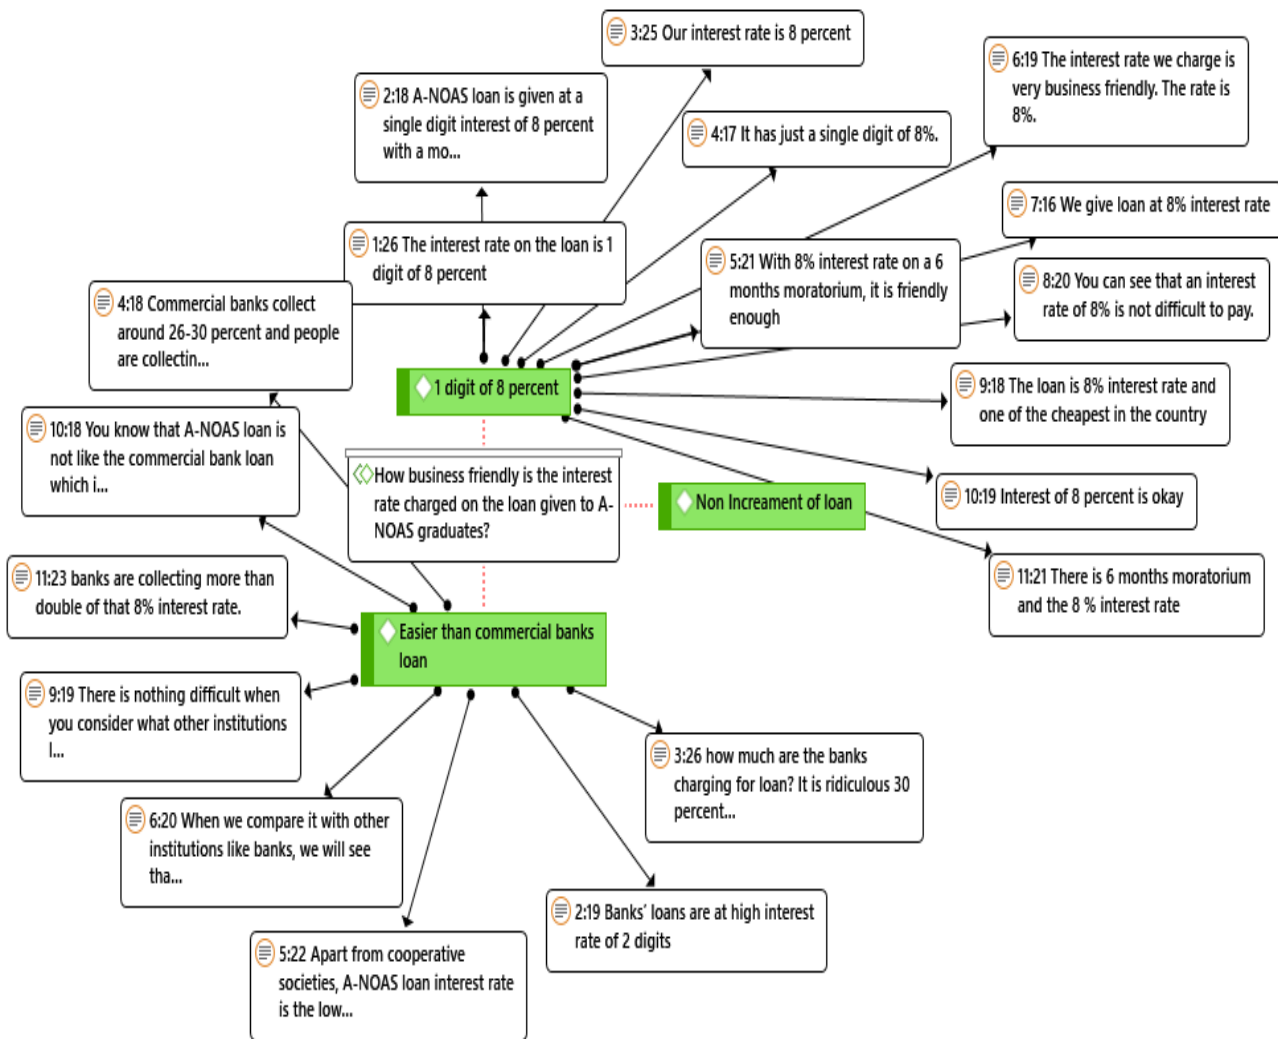 3:25 Our interest rate is 8 percent
6:19 The interest rate we charge is
very business friendly. The rate is
8%.
2:18 A-NOAS loan is given at a
single digit interest of 8 percent
with a mo...
4:17 It has just a single digit of 8%.
7:16 We give loan at 8% interest rate
1:26 The interest rate on the loan is 1
digit of 8 percent
5:21 With 8% interest rate on a 6
months moratorium, it is friendly
enough
8:20 You can see that an interest
rate of 8% is not difficult to pay.
4:18 Commercial banks collect
around 26-30 percent and people
are collectin...
1 digit of 8 percent
9:18 The loan is 8% interest rate and
one of the cheapest in the country
10:18 You know that A-NOAS loan is
not like the commercial bank loan
which i...
How business friendly is the interest
rate charged on the loan given to A-
NOAS graduates?
Non Increament of loan
10:19 Interest of 8 percent is okay
11:23 banks are collecting more than
double of that 8% interest rate.
11:21 There is 6 months moratorium
and the 8 % interest rate
Easier than commercial banks
loan
9:19 There is nothing difficult when
you consider what other institutions
l...
3:26 how much are the banks
charging for loan? It is ridiculous 30
percent...
6:20 When we compare it with other
institutions like banks, we will see
tha...
2:19 Banks' loans are at high interest
rate of 2 digits
5:22 Apart from cooperative
societies, A-NOAS loan interest rate
is the low...